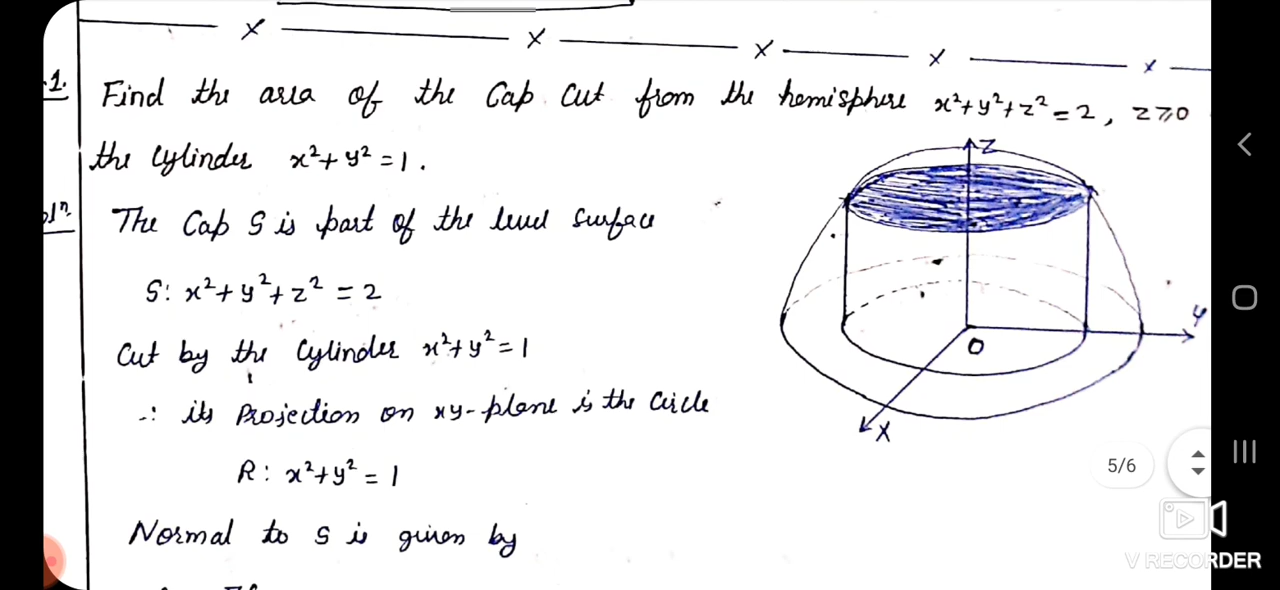 .1. Find the area of the Cap Cut from the hemisphere x²+y²+z² = 2, z≥0
the cylinder x²+y² = 1.
ol^n. The Cap S is part of the level surface
S: x²+y²+z² = 2
Cut by the Cylinder x²+y² = 1
∴ its Projection on xy-plane is the Circle
R: x²+y² = 1
Normal to S is given by
Z
Y
O
X
5/6
V RECORDER